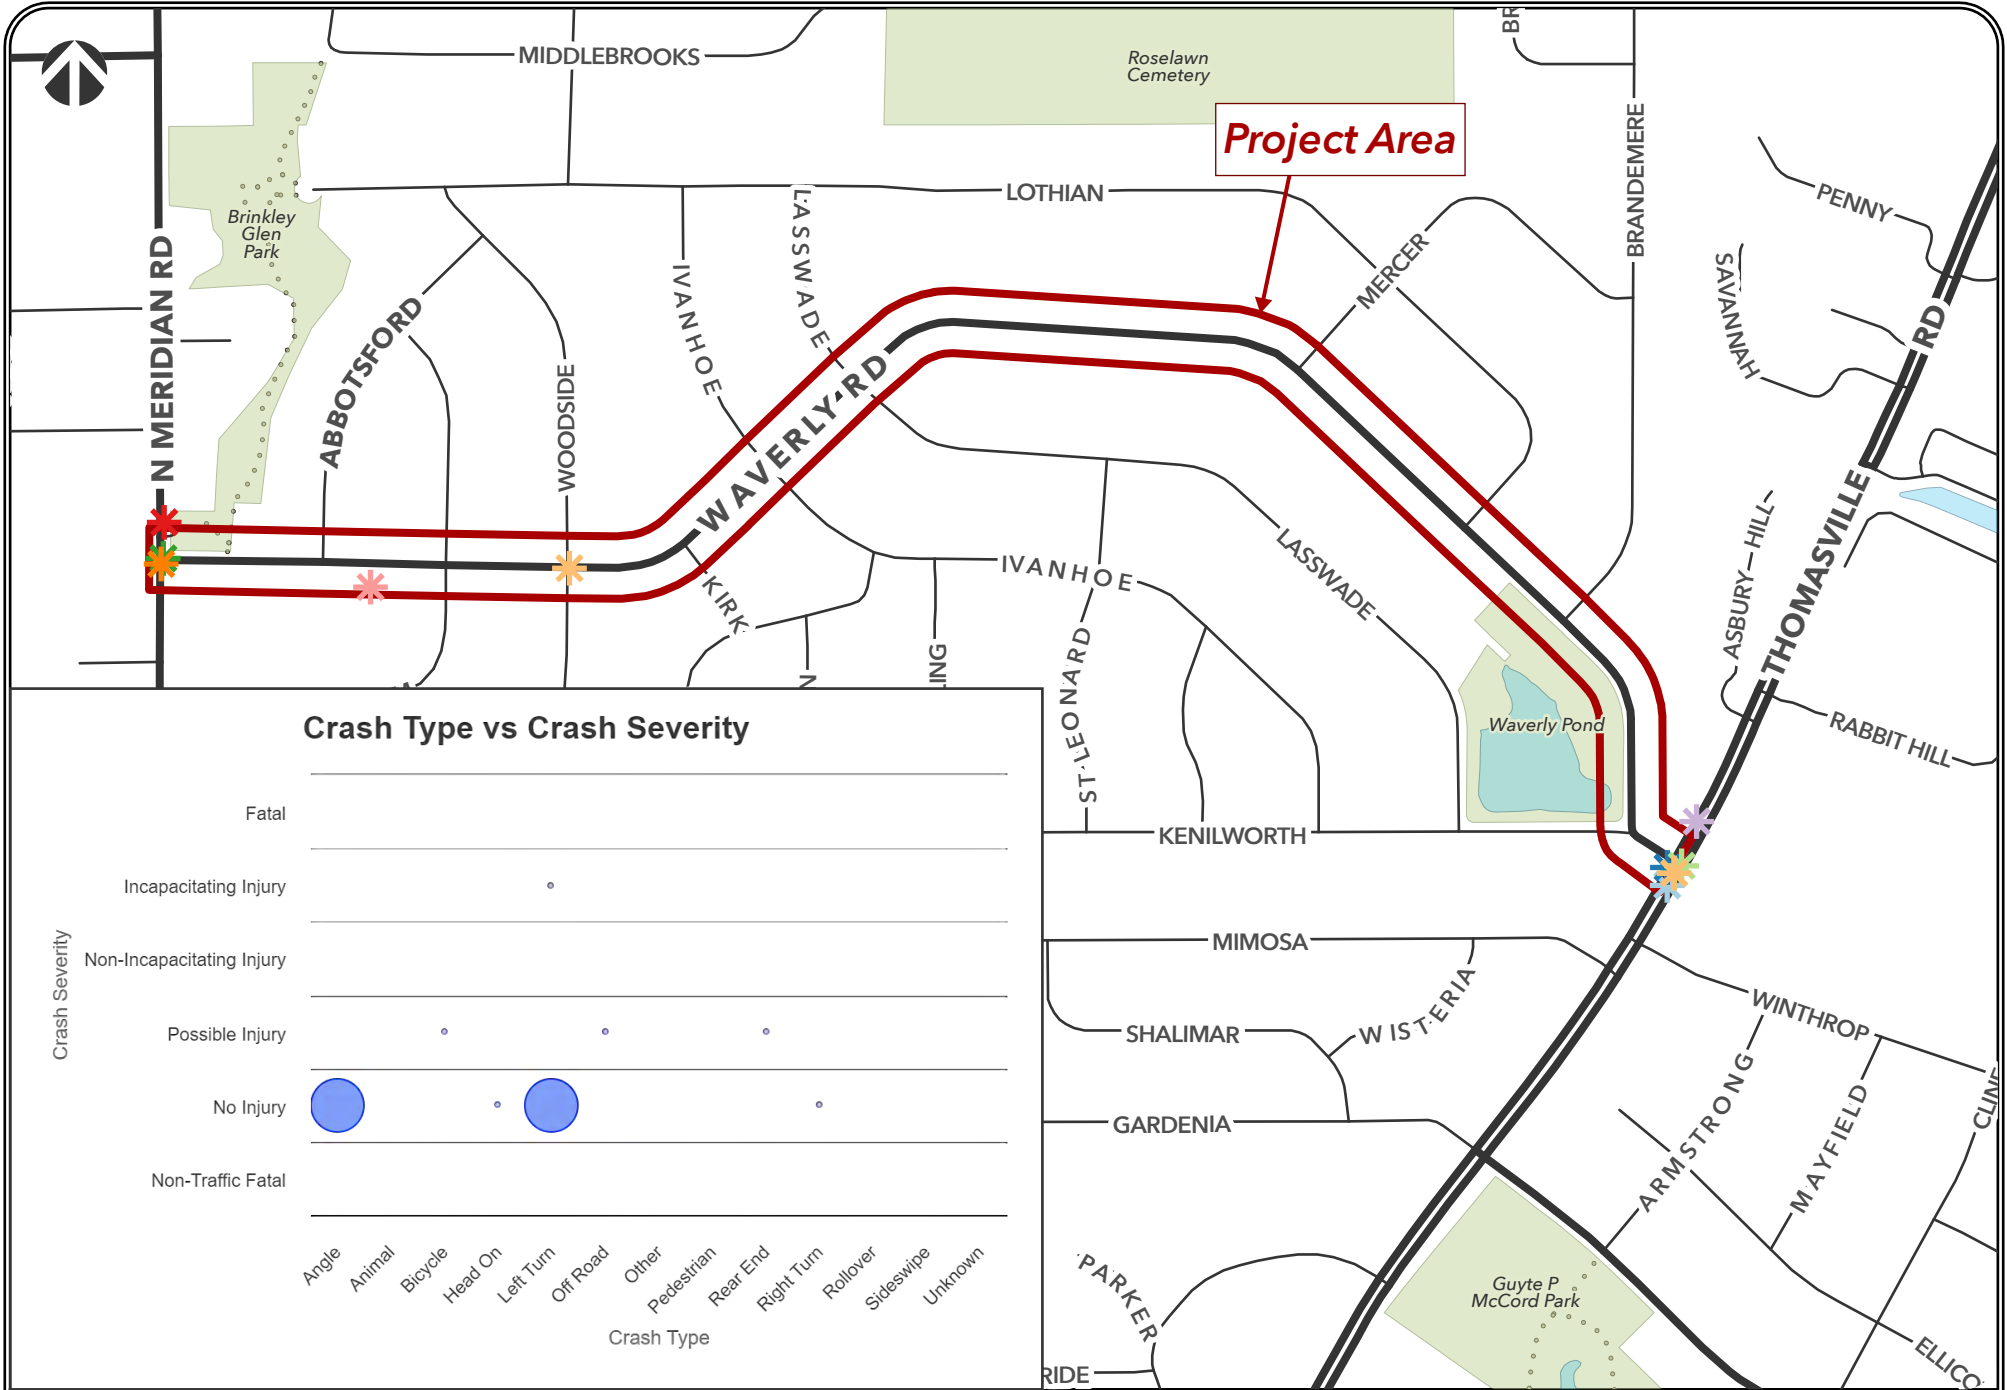 MIDDLEBROOKS
Roselawn
Cemetery
BR
Project Area
BRANDEMERE
PENNY
LOTHIAN
LASSWADE
Brinkley
Glen
Park
N MERIDIAN RD
IVANHOE
MERCER
SAVANNAH
ABBOTSFORD
WOODSIDE
WAVERLY RD
THOMASVILLE RD
ASBURY HILL
LASSWADE
IVANHOE
KIRK
ST LEONARD
LING
N
Waverly Pond
RABBIT HILL
KENILWORTH
MIMOSA
WISTERIA
WINTHROP
SHALIMAR
ARMSTRONG
MAYFIELD
CLINE
GARDENIA
PARKER
Guyte P
McCord Park
RIDE
ELLICO
Crash Type vs Crash Severity
Crash Severity
Fatal
Incapacitating Injury
Non-Incapacitating Injury
Possible Injury
No Injury
Non-Traffic Fatal
Angle
Animal
Bicycle
Head On
Left Turn
Off Road
Other
Pedestrian
Rear End
Right Turn
Rollover
Sideswipe
Unknown
Crash Type